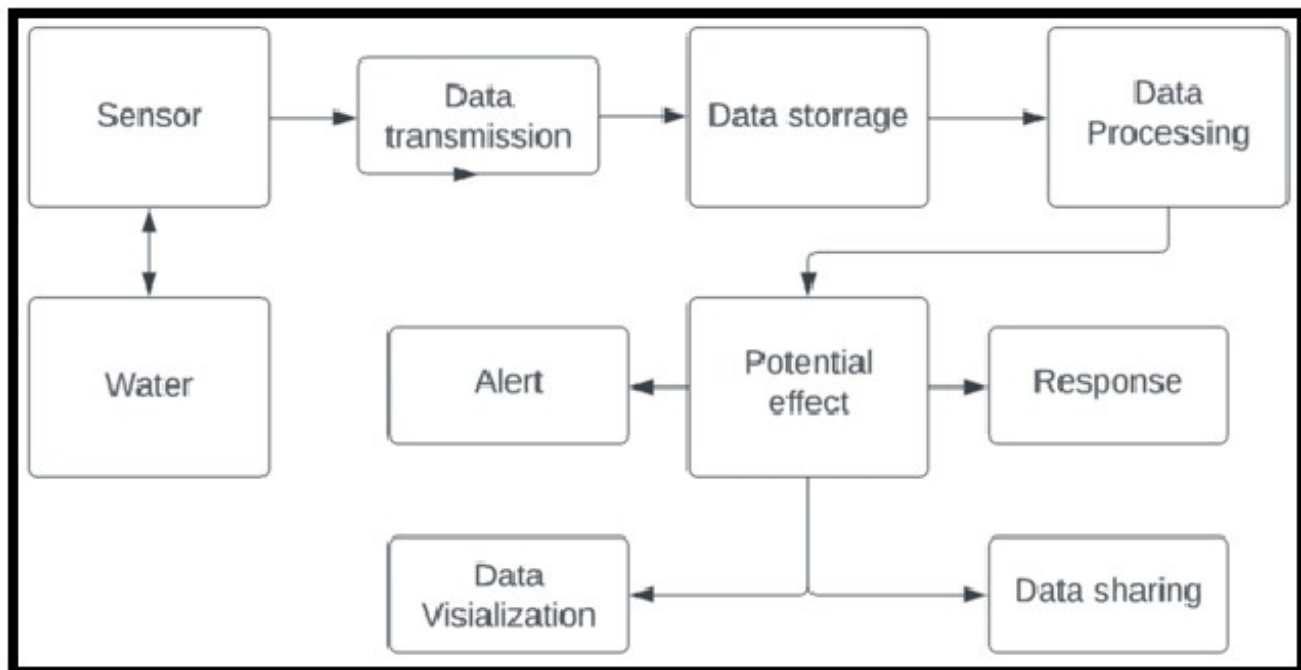 Sensor
Data
transmission
Data storrage
Data
Processing
Water
Alert
Potential
effect
Response
Data
Visialization
Data sharing